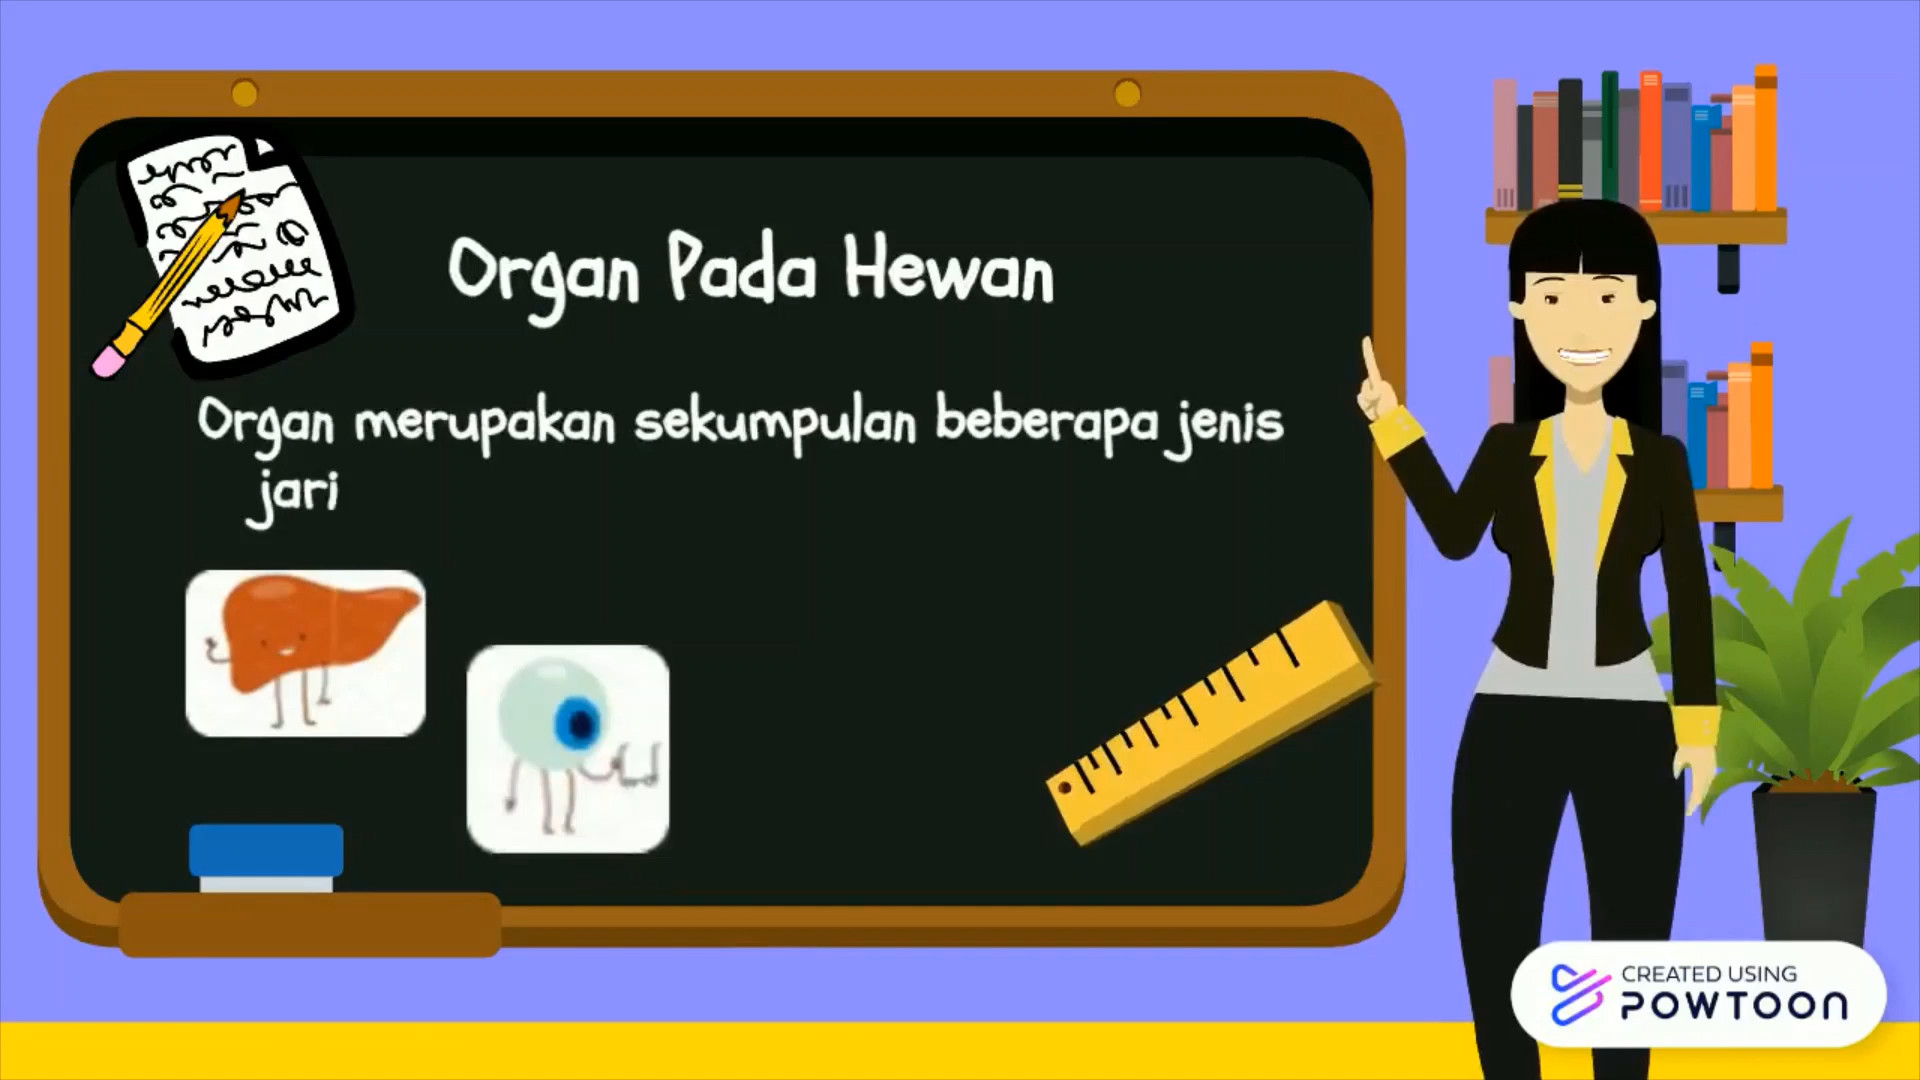 Organ Pada Hewan
Organ merupakan sekumpulan beberapa jenis
jari
CREATED USING
POWTOON